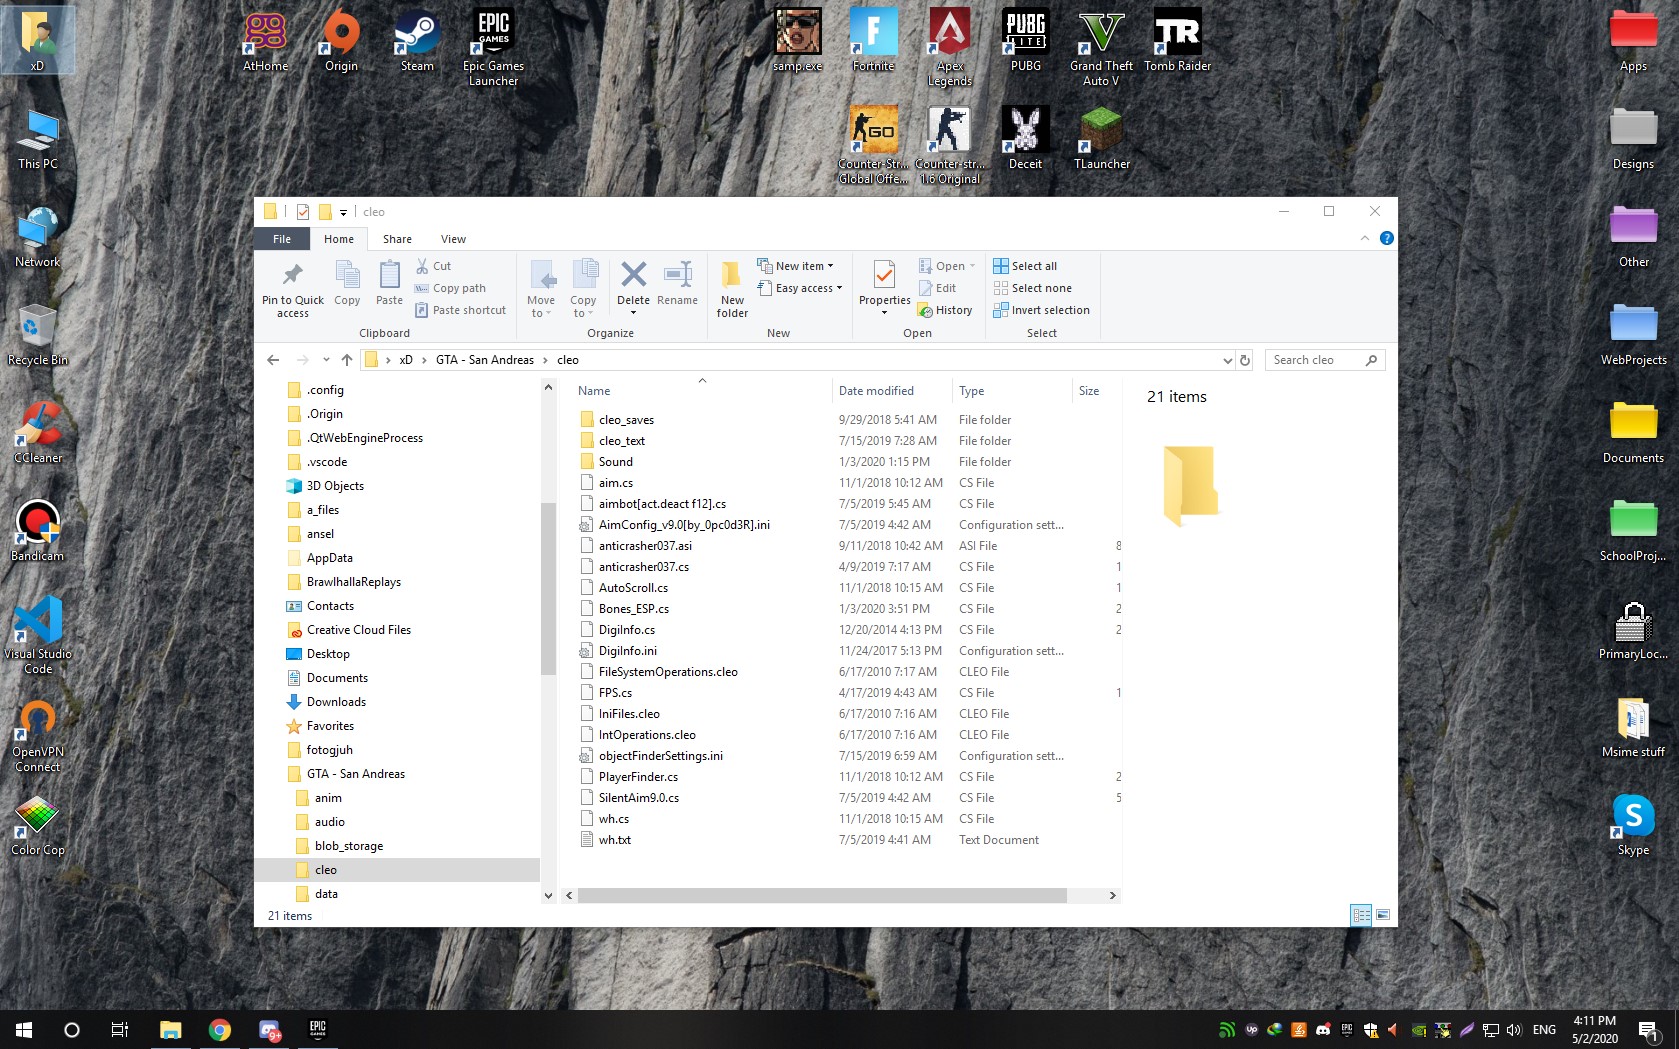 xD
AthHome
Origin
Steam
EPIC
GAMES
Epic Games
Launcher
samp.exe
Fortnite
Apex
Legends
PUBG
LITE
PUBG
Grand Theft
Auto V
TR
Tomb Raider
Apps
This PC
GO
Counter-Str...
Global Offe...
Counter-str...
1.6 Original
Deceit
TLauncher
Designs
Network
Other
Recycle Bin
WebProjects
CCleaner
Documents
Bandicam
SchoolProj...
Visual Studio
Code
PrimaryLoc...
OpenVPN
Connect
Msime stuff
Color Cop
Skype
cleo
File
Home
Share
View
Pin to Quick
access
Copy
Paste
Cut
Copy path
Paste shortcut
Clipboard
Move
to
Copy
to
Delete
Rename
Organize
New
folder
New item
Easy access
New
Properties
Open
Edit
History
Open
Select all
Select none
Invert selection
Select
xD > GTA - San Andreas > cleo
Search cleo
.config
.Origin
.QtWebEngineProcess
.vscode
3D Objects
a_files
ansel
AppData
BrawlhallaReplays
Contacts
Creative Cloud Files
Desktop
Documents
Downloads
Favorites
fotogjuh
GTA - San Andreas
anim
audio
blob_storage
cleo
data
Name Date modified Type Size
cleo_saves 9/29/2018 5:41 AM File folder
cleo_text 7/15/2019 7:28 AM File folder
Sound 1/3/2020 1:15 PM File folder
aim.cs 11/1/2018 10:12 AM CS File
aimbot[act.deact f12].cs 7/5/2019 5:45 AM CS File
AimConfig_v9.0[by_0pc0d3R].ini 7/5/2019 4:42 AM Configuration sett...
anticrasher037.asi 9/11/2018 10:42 AM ASI File 8
anticrasher037.cs 4/9/2019 7:17 AM CS File 1
AutoScroll.cs 11/1/2018 10:15 AM CS File 1
Bones_ESP.cs 1/3/2020 3:51 PM CS File 2
DigiInfo.cs 12/20/2014 4:13 PM CS File 2
DigiInfo.ini 11/24/2017 5:13 PM Configuration sett...
FileSystemOperations.cleo 6/17/2010 7:17 AM CLEO File
FPS.cs 4/17/2019 4:43 AM CS File 1
IniFiles.cleo 6/17/2010 7:16 AM CLEO File
IntOperations.cleo 6/17/2010 7:16 AM CLEO File
objectFinderSettings.ini 7/15/2019 6:59 AM Configuration sett...
PlayerFinder.cs 11/1/2018 10:12 AM CS File 2
SilentAim9.0.cs 7/5/2019 4:42 AM CS File 5
wh.cs 11/1/2018 10:15 AM CS File
wh.txt 7/5/2019 4:41 AM Text Document
21 items
21 items
9+
EPIC
GAMES
ENG
4:11 PM
5/2/2020
1